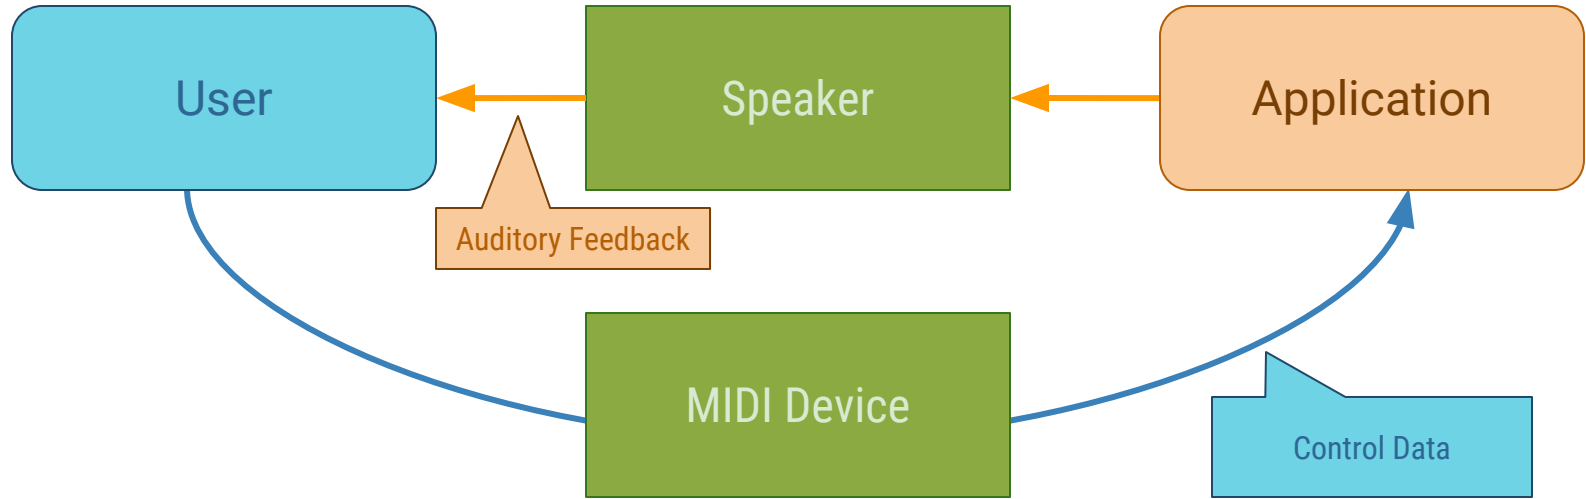 User
Speaker
Application
Auditory Feedback
MIDI Device
Control Data